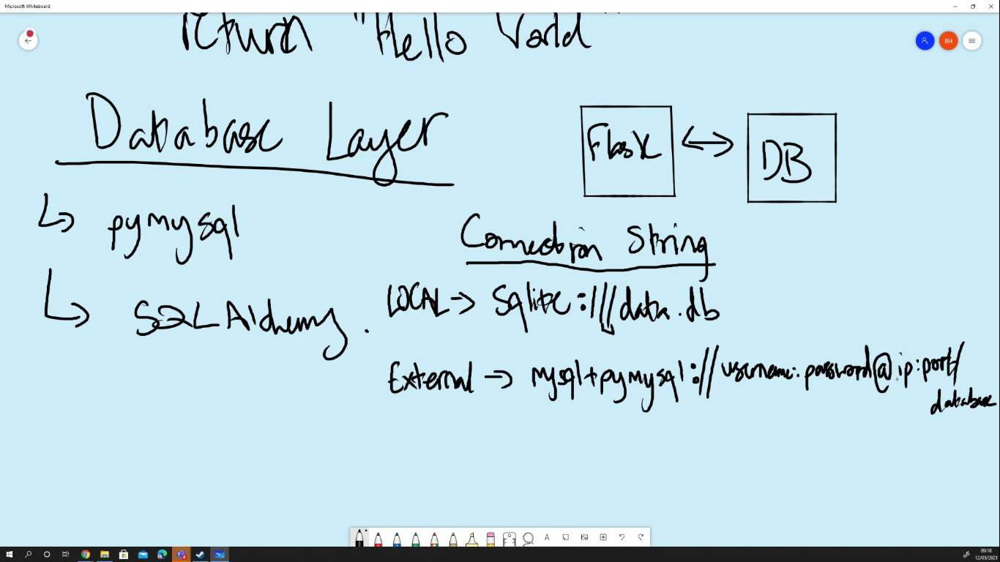 Microsoft Whiteboard
return "Hello World"
BH
Database Layer
Flask
DB
pymysql
SQLAlchemy.
Connection String
LOCAL → sqlite:///data.db
External → mysql+pymysql://username:password@ip:port/
database
A
09:18
12/05/2021